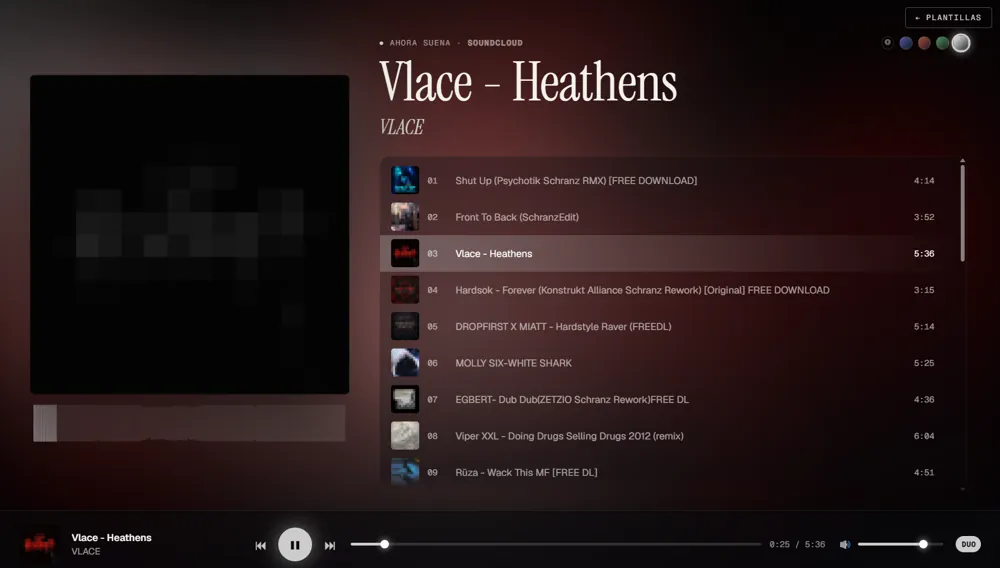 ← PLANTILLAS
AHORA SUENA · SOUNDCLOUD
Vlace - Heathens
VLACE
01 Shut Up (Psychotik Schranz RMX) [FREE DOWNLOAD] 4:14
02 Front To Back (SchranzEdit) 3:52
03 Vlace - Heathens 5:36
04 Hardsok - Forever (Konstrukt Alliance Schranz Rework) [Original] FREE DOWNLOAD 3:15
05 DROPFIRST X MIATT - Hardstyle Raver (FREEDL) 5:14
06 MOLLY SIX-WHITE SHARK 5:25
07 EGBERT- Dub Dub(ZETZIO Schranz Rework)FREE DL 4:36
08 Viper XXL - Doing Drugs Selling Drugs 2012 (remix) 6:04
09 Rüza - Wack This MF [FREE DL] 4:51
Vlace - Heathens
VLACE
0:25 / 5:36
DUO